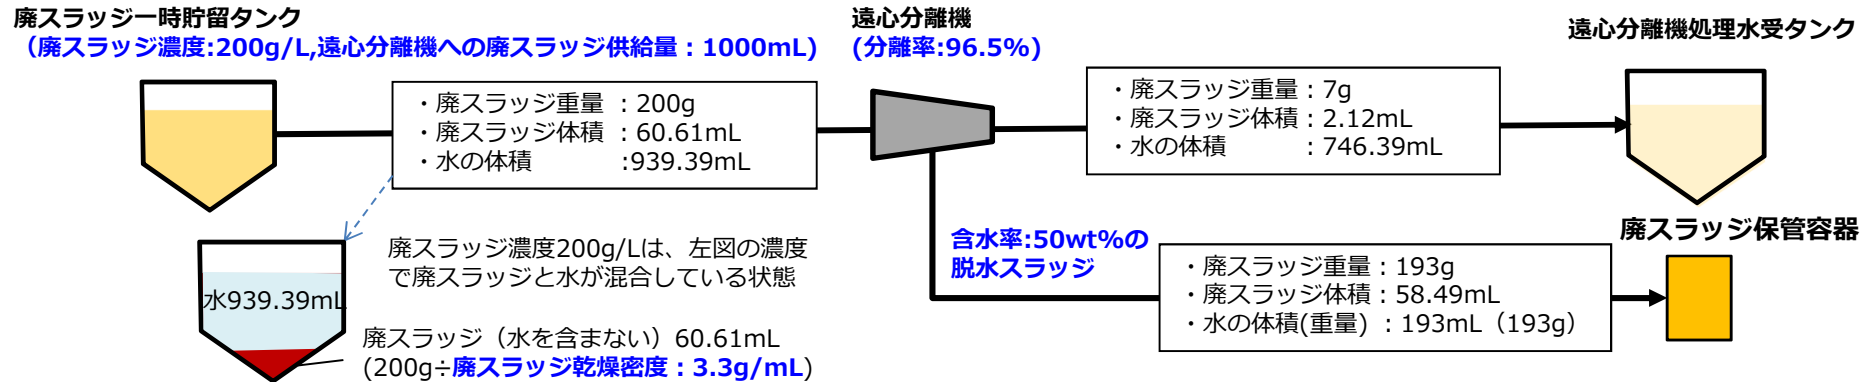 廃スラッジ一時貯留タンク
（廃スラッジ濃度:200g/L,遠心分離機への廃スラッジ供給量：1000mL)
・廃スラッジ重量 ：200g
・廃スラッジ体積 : 60.61mL
・水の体積 :939.39mL
遠心分離機
(分離率:96.5%)
・廃スラッジ重量 : 7g
・廃スラッジ体積 : 2.12mL
・水の体積 : 746.39mL
遠心分離機処理水受タンク
水939.39mL
廃スラッジ濃度200g/Lは、左図の濃度
で廃スラッジと水が混合している状態
廃スラッジ（水を含まない）60.61mL
(200g÷廃スラッジ乾燥密度：3.3g/mL)
含水率:50wt%の
脱水スラッジ
・廃スラッジ重量 : 193g
・廃スラッジ体積 : 58.49mL
・水の体積(重量) : 193mL（193g）
廃スラッジ保管容器